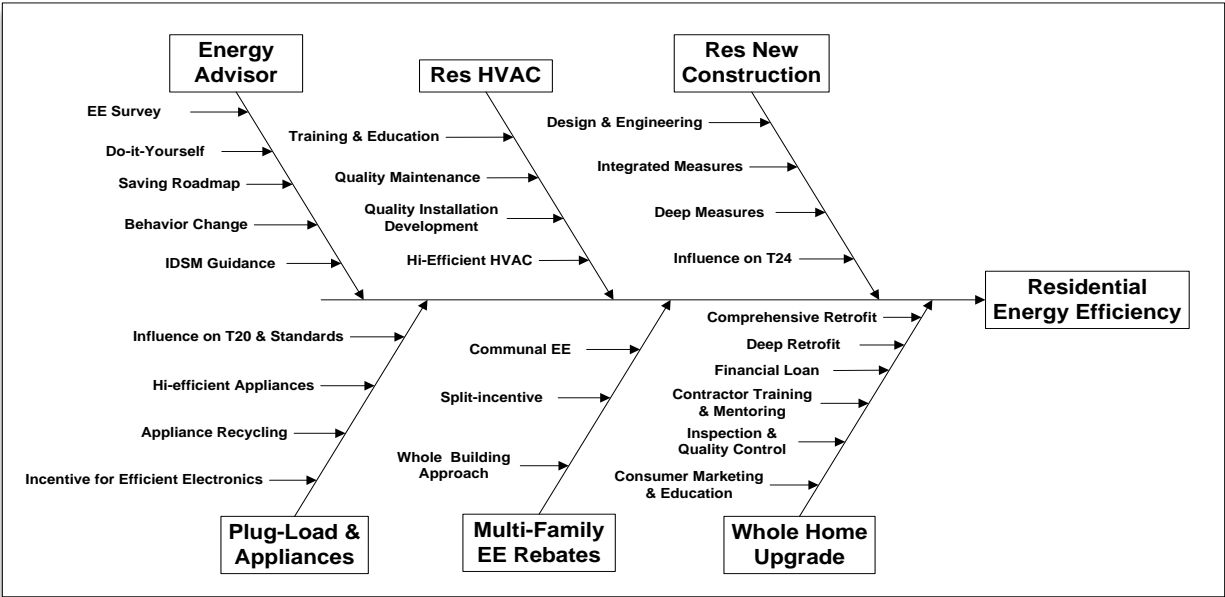 Energy
Advisor
EE Survey
Do-it-Yourself
Saving Roadmap
Behavior Change
IDSM Guidance
Res HVAC
Training & Education
Quality Maintenance
Quality Installation
Development
Hi-Efficient HVAC
Res New
Construction
Design & Engineering
Integrated Measures
Deep Measures
Influence on T24
Residential
Energy Efficiency
Influence on T20 & Standards
Hi-efficient Appliances
Appliance Recycling
Incentive for Efficient Electronics
Plug-Load &
Appliances
Communal EE
Split-incentive
Whole Building
Approach
Multi-Family
EE Rebates
Comprehensive Retrofit
Deep Retrofit
Financial Loan
Contractor Training
& Mentoring
Inspection &
Quality Control
Consumer Marketing
& Education
Whole Home
Upgrade